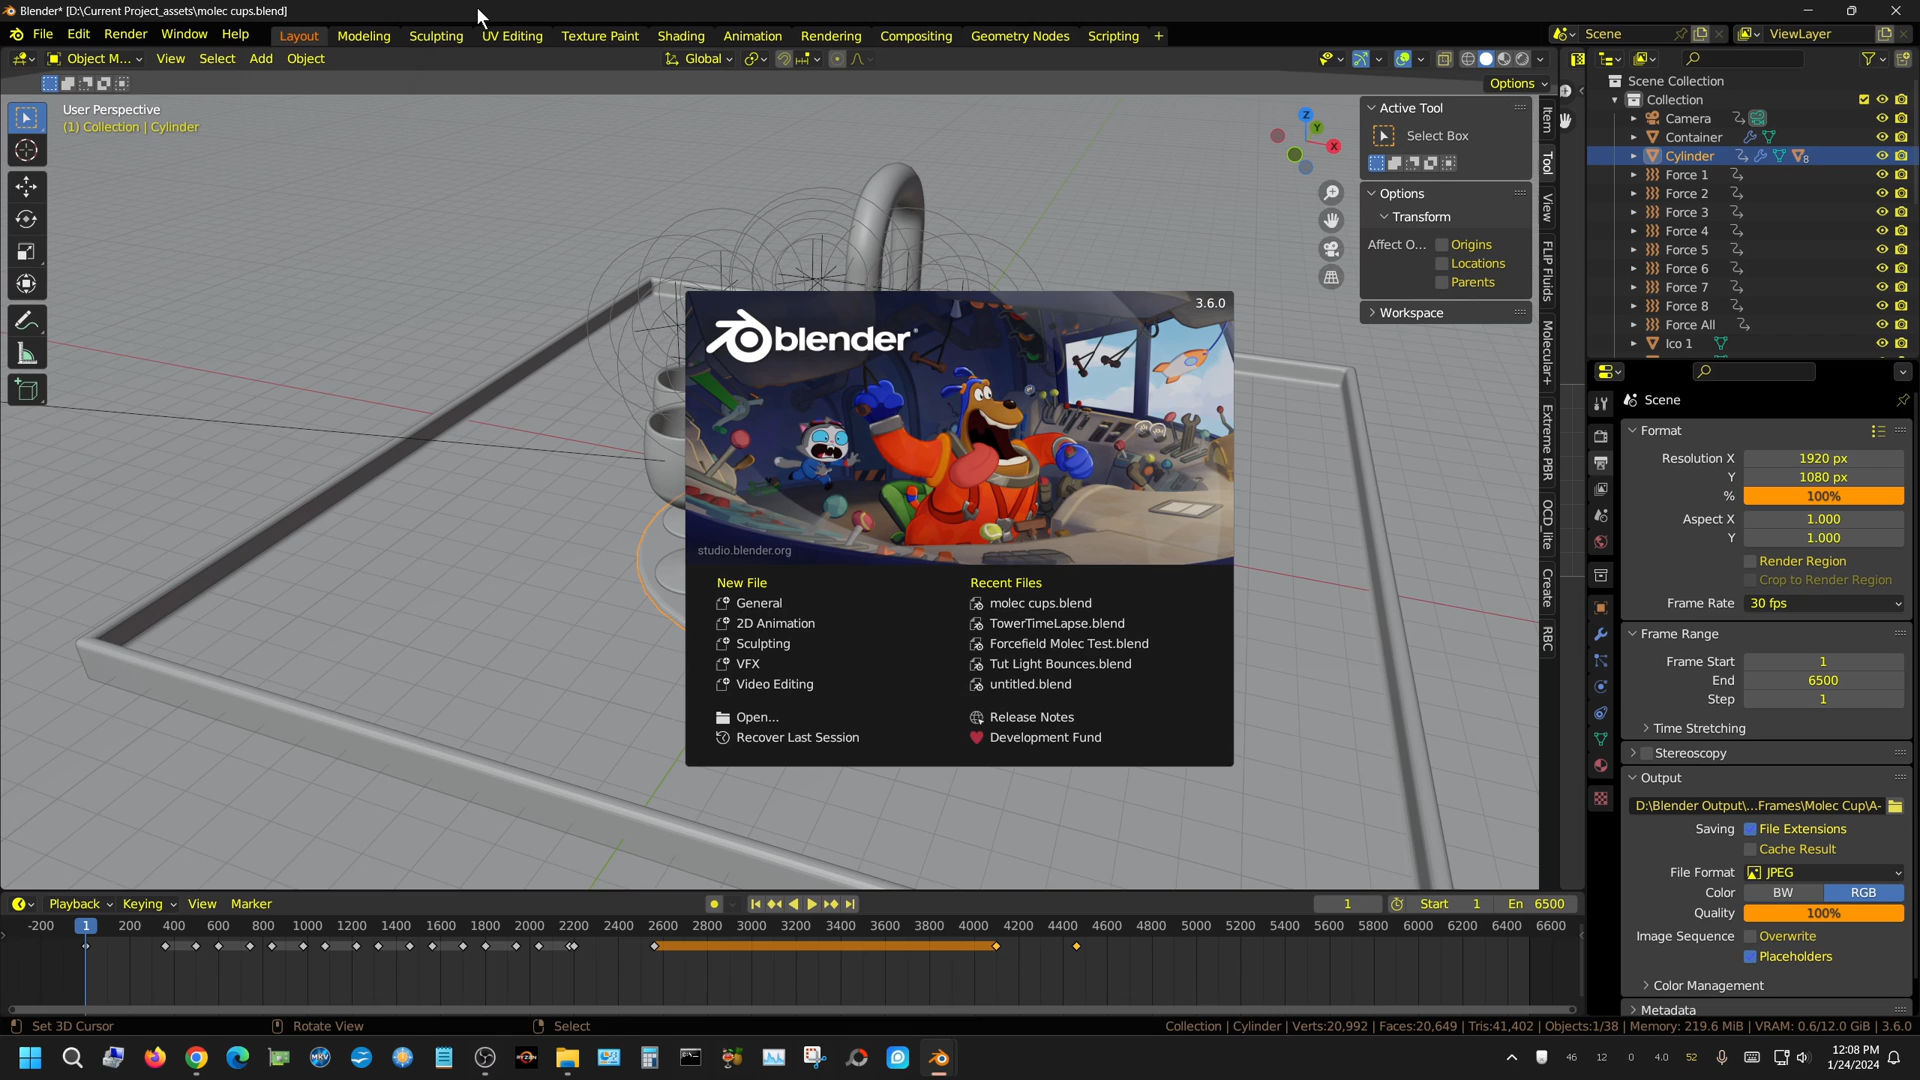 Blender* [D:\Current Project_assets\molec cups.blend]
File Edit Render Window Help Layout Modeling Sculpting UV Editing Texture Paint Shading Animation Rendering Compositing Geometry Nodes Scripting + Scene ViewLayer
Object M... View Select Add Object Global
Options
User Perspective
(1) Collection | Cylinder
Z
Y
X
Active Tool
Select Box
Options
Transform
Affect O... Origins
Locations
Parents
Workspace
Item
Tool
View
FLIP Fluids
Molecular+
Extreme PBR
OCD_lite
Create
RBC
Scene Collection
Collection
Camera
Container
Cylinder 8
Force 1
Force 2
Force 3
Force 4
Force 5
Force 6
Force 7
Force 8
Force All
Ico 1
3.6.0
blender
studio.blender.org
New File
General
2D Animation
Sculpting
VFX
Video Editing
Open...
Recover Last Session
Recent Files
molec cups.blend
TowerTimeLapse.blend
Forcefield Molec Test.blend
Tut Light Bounces.blend
untitled.blend
Release Notes
Development Fund
Scene
Format
Resolution X 1920 px
Y 1080 px
% 100%
Aspect X 1.000
Y 1.000
Render Region
Crop to Render Region
Frame Rate 30 fps
Frame Range
Frame Start 1
End 6500
Step 1
Time Stretching
Stereoscopy
Output
D:\Blender Output\...Frames\Molec Cup\A-
Saving File Extensions
Cache Result
File Format JPEG
Color BW RGB
Quality 100%
Image Sequence Overwrite
Placeholders
Color Management
Metadata
Playback Keying View Marker 1 Start 1 En 6500
-200 1 200 400 600 800 1000 1200 1400 1600 1800 2000 2200 2400 2600 2800 3000 3200 3400 3600 3800 4000 4200 4400 4600 4800 5000 5200 5400 5600 5800 6000 6200 6400 6600
Set 3D Cursor Rotate View Select Collection | Cylinder | Verts:20,992 | Faces:20,649 | Tris:41,402 | Objects:1/38 | Memory: 219.6 MiB | VRAM: 0.6/12.0 GiB | 3.6.0
MKV RYZEN 46 12 0 4.0 52 12:08 PM
1/24/2024